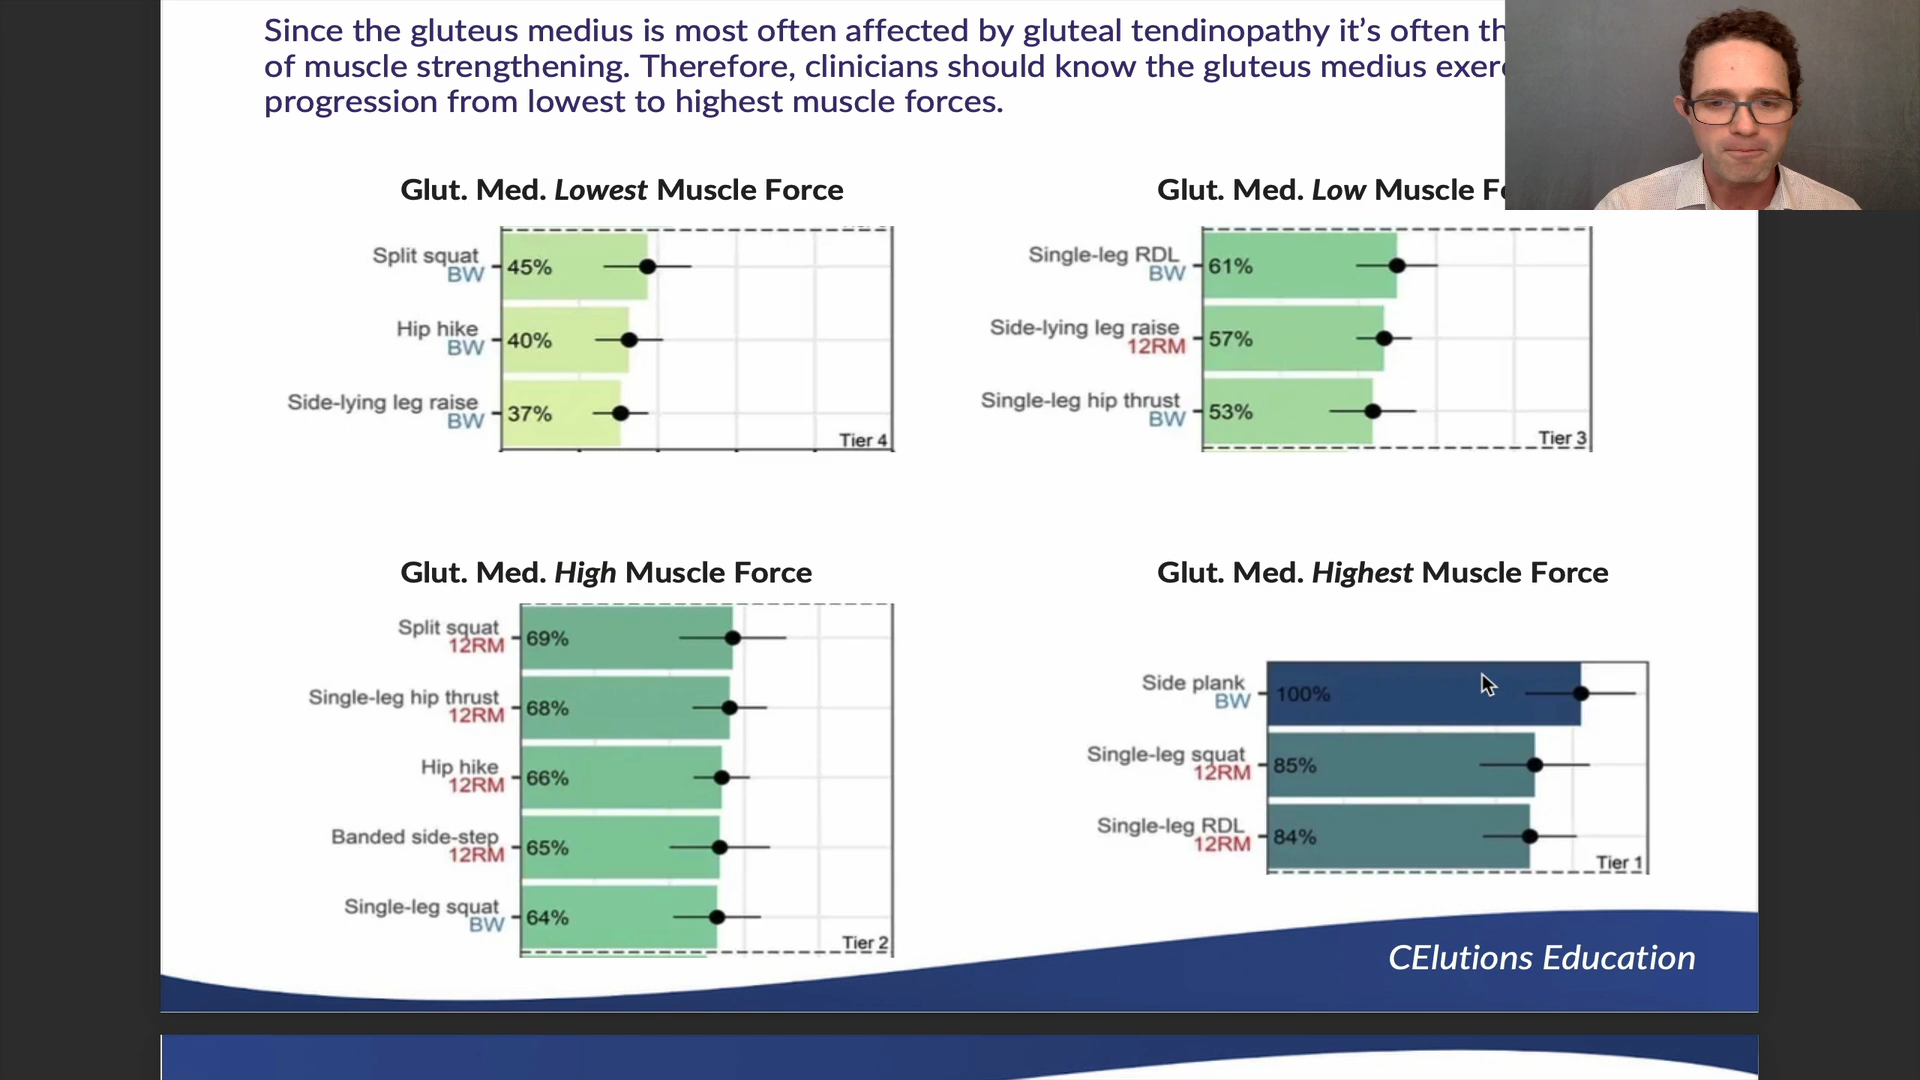 Since the gluteus medius is most often affected by gluteal tendinopathy it's often
of muscle strengthening. Therefore, clinicians should know the gluteus medius
progression from lowest to highest muscle forces.
Glut. Med. Lowest Muscle Force
Split squat
BW
45%
Hip hike
BW
40%
Side-lying leg raise
BW
37%
Tier 4
Glut. Med. Low Muscle
Single-leg RDL
BW
61%
Side-lying leg raise
12RM
57%
Single-leg hip thrust
BW
53%
Tier 3
Glut. Med. High Muscle Force
Split squat
12RM
69%
Single-leg hip thrust
12RM
68%
Hip hike
12RM
66%
Banded side-step
12RM
65%
Single-leg squat
BW
64%
Tier 2
Glut. Med. Highest Muscle Force
Side plank
BW
100%
Single-leg squat
12RM
85%
Single-leg RDL
12RM
84%
Tier 1
CElutions Education